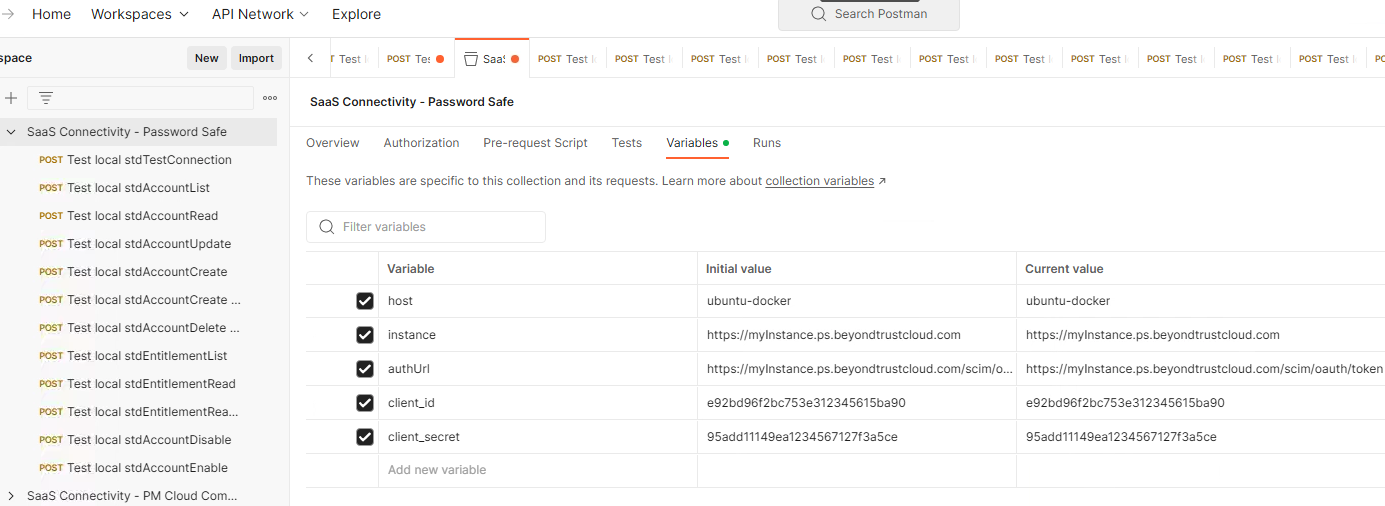 Home Workspaces API Network Explore Search Postman
space New Import
POST Tes SaaS POST Test POST Test POST Test POST Test POST Test POST Test POST Test POST Test POST Test POST Test
SaaS Connectivity - Password Safe
Overview Authorization Pre-request Script Tests Variables Runs
These variables are specific to this collection and its requests. Learn more about collection variables ↗
Filter variables
Variable Initial value Current value
host ubuntu-docker ubuntu-docker
instance https://myInstance.ps.beyondtrustcloud.com https://myInstance.ps.beyondtrustcloud.com
authUrl https://myInstance.ps.beyondtrustcloud.com/scim/o... https://myInstance.ps.beyondtrustcloud.com/scim/oauth/token
client_id e92bd96f2bc753e312345615ba90 e92bd96f2bc753e312345615ba90
client_secret 95add11149ea1234567127f3a5ce 95add11149ea1234567127f3a5ce
Add new variable
SaaS Connectivity - Password Safe
POST Test local stdTestConnection
POST Test local stdAccountList
POST Test local stdAccountRead
POST Test local stdAccountUpdate
POST Test local stdAccountCreate
POST Test local stdAccountCreate ...
POST Test local stdAccountDelete ...
POST Test local stdEntitlementList
POST Test local stdEntitlementRead
POST Test local stdEntitlementRea...
POST Test local stdAccountDisable
POST Test local stdAccountEnable
SaaS Connectivity - PM Cloud Com...